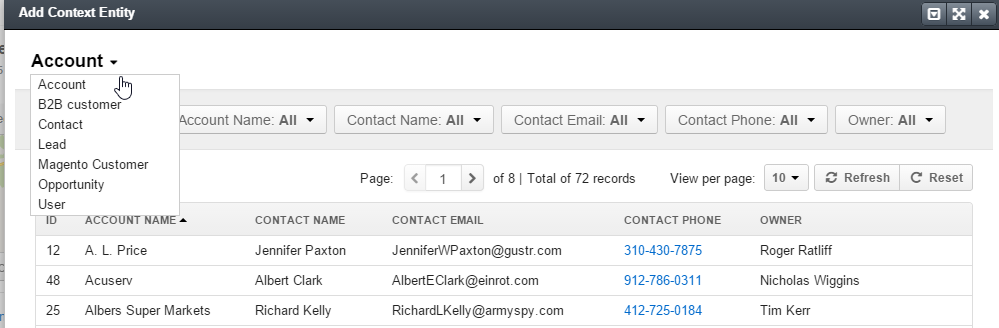 Add Context Entity
Account
Account
B2B customer
Contact
Lead
Magento Customer
Opportunity
User
Account Name: All Contact Name: All Contact Email: All Contact Phone: All Owner: All
Page: 1 of 8 | Total of 72 records View per page: 10 Refresh Reset
ID ACCOUNT NAME CONTACT NAME CONTACT EMAIL CONTACT PHONE OWNER
12 A. L. Price Jennifer Paxton JenniferWPaxton@gustr.com 310-430-7875 Roger Ratliff
48 Acuserv Albert Clark AlbertEClark@einrot.com 912-786-0311 Nicholas Wiggins
25 Albers Super Markets Richard Kelly RichardLKelly@armyspy.com 412-725-0184 Tim Kerr